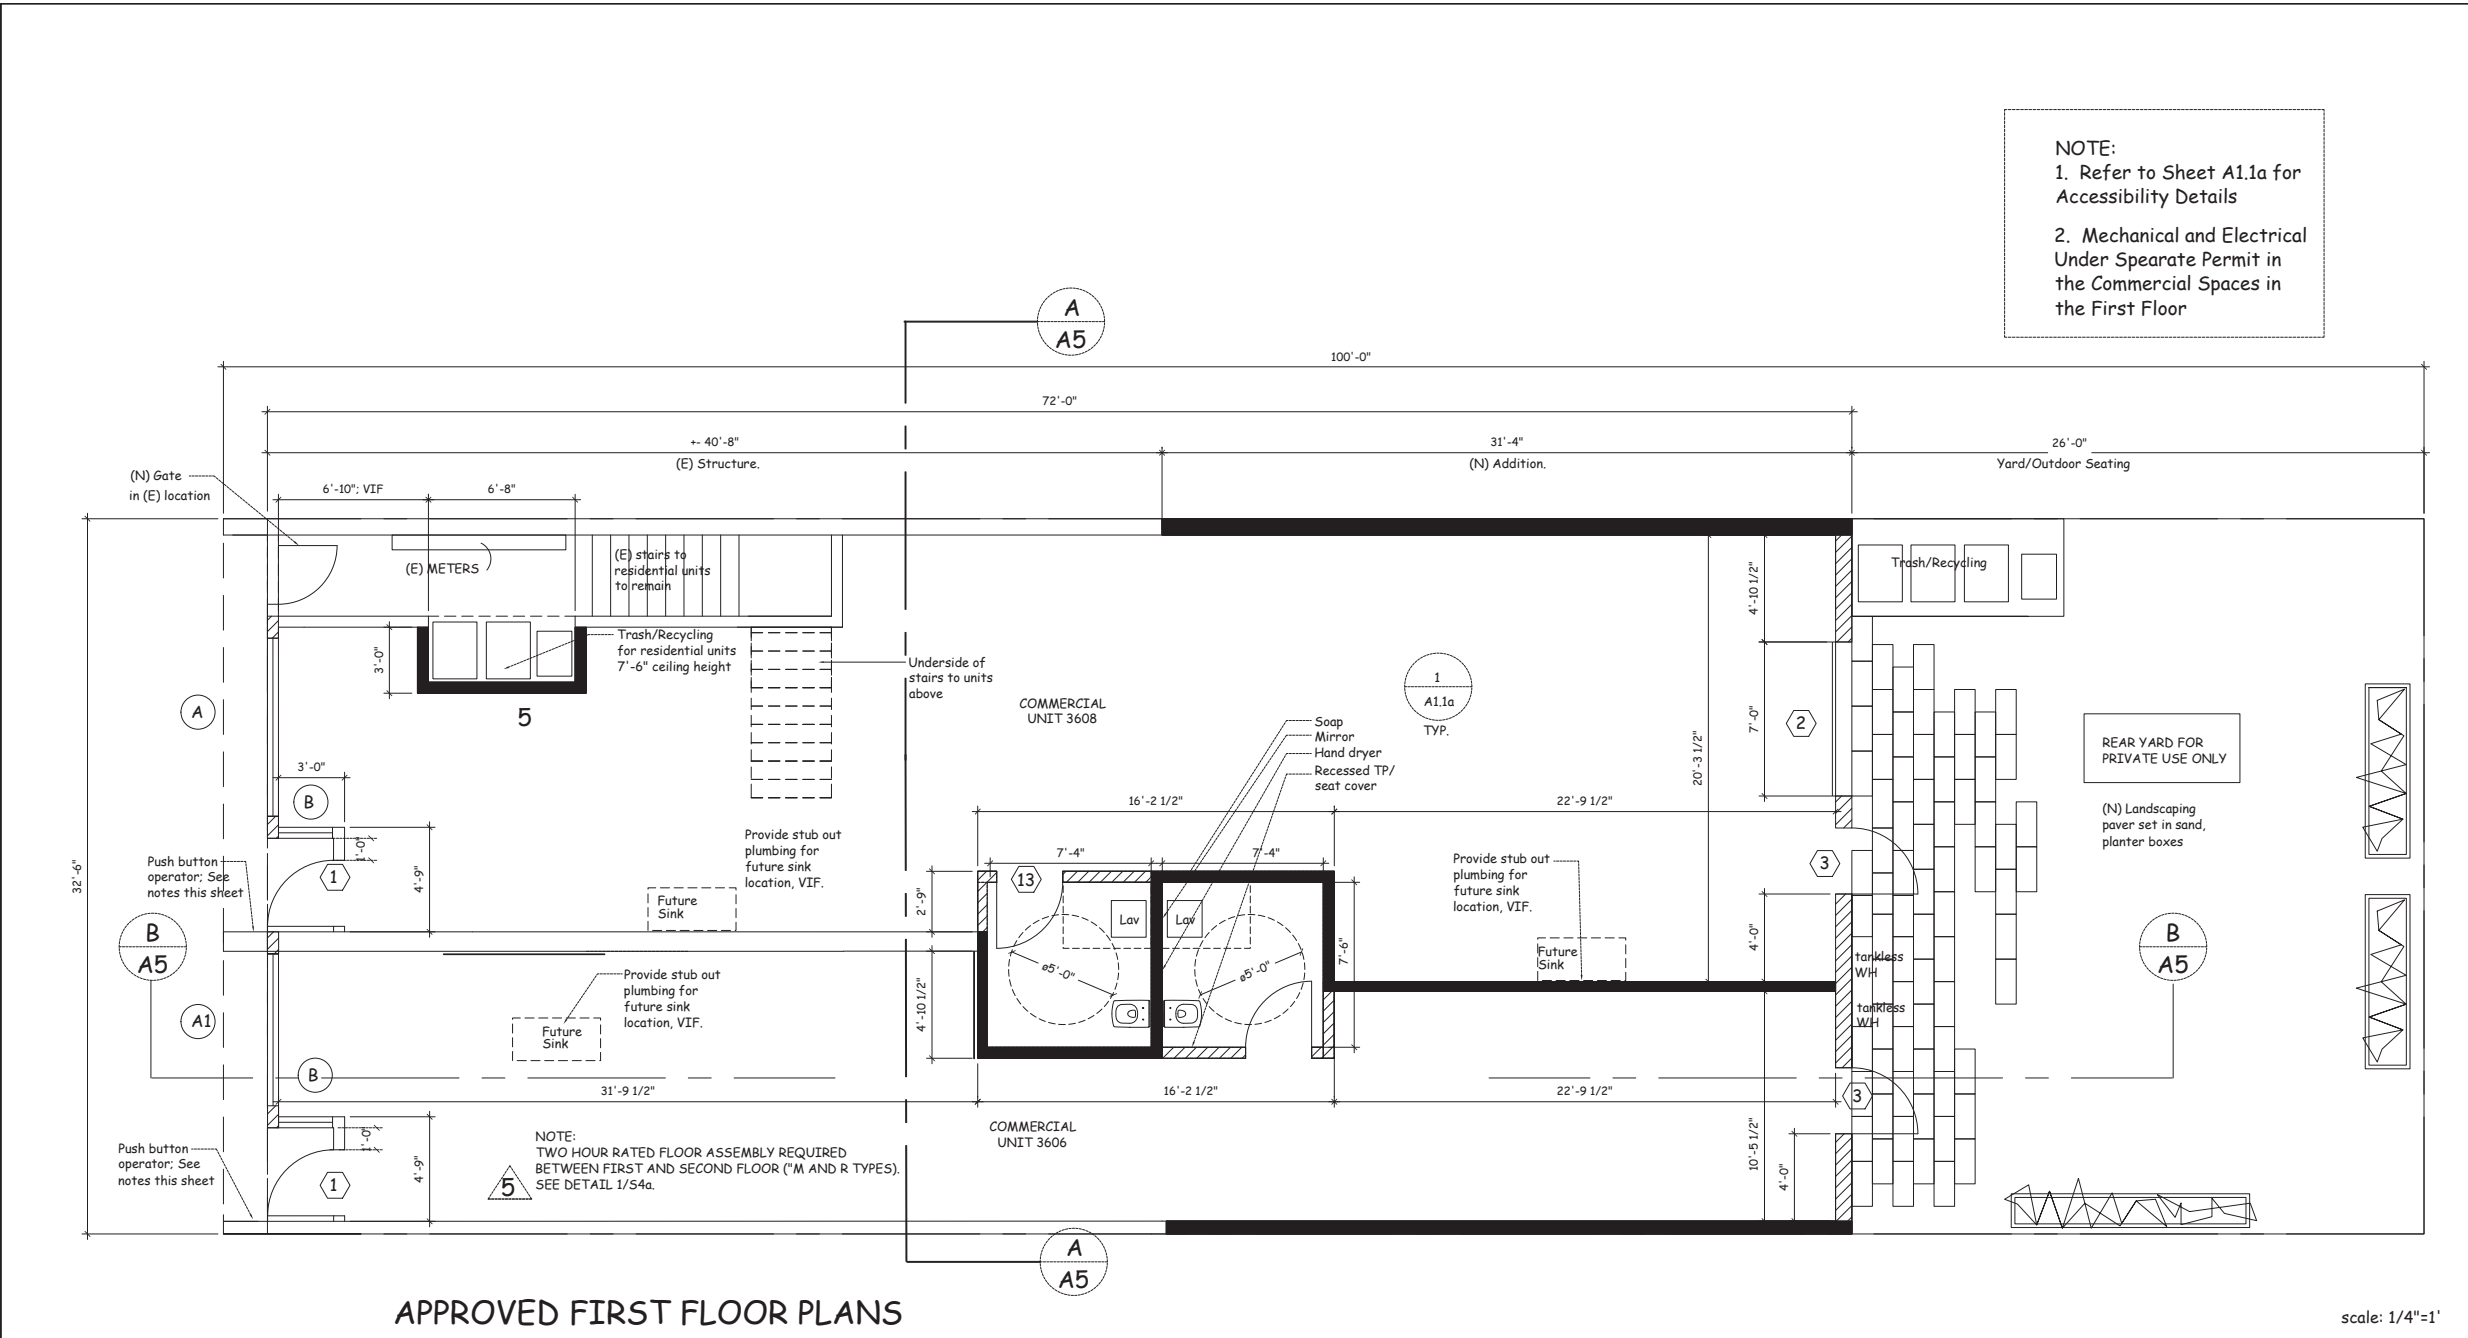 NOTE:
1. Refer to Sheet A1.1a for
Accessibility Details
2. Mechanical and Electrical
Under Spearate Permit in
the Commercial Spaces in
the First Floor
A
A5
100'-0"
72'-0"
+- 40'-8"
(E) Structure.
31'-4"
(N) Addition.
26'-0"
Yard/Outdoor Seating
(N) Gate
in (E) location
6'-10"; VIF
6'-8"
(E) METERS
(E) stairs to
residential units
to remain
Trash/Recycling
4'-10 1/2"
Trash/Recycling
for residential units
7'-6" ceiling height
3'-0"
Underside of
stairs to units
above
5
A
COMMERCIAL
UNIT 3608
1
A1.1a
TYP.
Soap
Mirror
Hand dryer
Recessed TP/
seat cover
20'-3 1/2"
7'-0"
2
REAR YARD FOR
PRIVATE USE ONLY
3'-0"
B
16'-2 1/2"
22'-9 1/2"
(N) Landscaping
paver set in sand,
planter boxes
32'-6"
Push button
operator; See
notes this sheet
1'-0"
1
4'-9"
Provide stub out
plumbing for
future sink
location, VIF.
Future
Sink
7'-4"
7'-4"
13
2'-9"
Lav
Lav
Provide stub out
plumbing for
future sink
location, VIF.
3
4'-0"
B
A5
ø5'-0"
ø5'-0"
7'-6"
Future
Sink
tankless
WH
tankless
WH
B
A5
Provide stub out
plumbing for
future sink
location, VIF.
Future
Sink
4'-10 1/2"
A1
B
31'-9 1/2"
16'-2 1/2"
22'-9 1/2"
3
COMMERCIAL
UNIT 3606
10'-5 1/2"
4'-0"
Push button
operator; See
notes this sheet
1'-0"
1
4'-9"
5
NOTE:
TWO HOUR RATED FLOOR ASSEMBLY REQUIRED
BETWEEN FIRST AND SECOND FLOOR ("M AND R TYPES).
SEE DETAIL 1/S4a.
A
A5
APPROVED FIRST FLOOR PLANS
scale: 1/4"=1'